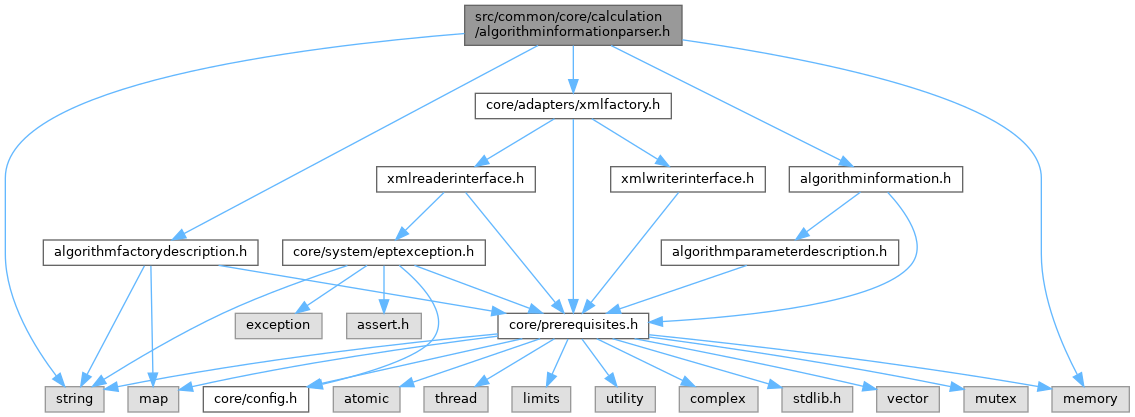 src/common/core/calculation
/algorithminformationparser.h
core/adapters/xmlfactory.h
xmlreaderinterface.h
xmlwriterinterface.h
algorithminformation.h
algorithmfactorydescription.h
core/system/eptexception.h
algorithmparameterdescription.h
exception
assert.h
core/prerequisites.h
string
map
core/config.h
atomic
thread
limits
utility
complex
stdlib.h
vector
mutex
memory